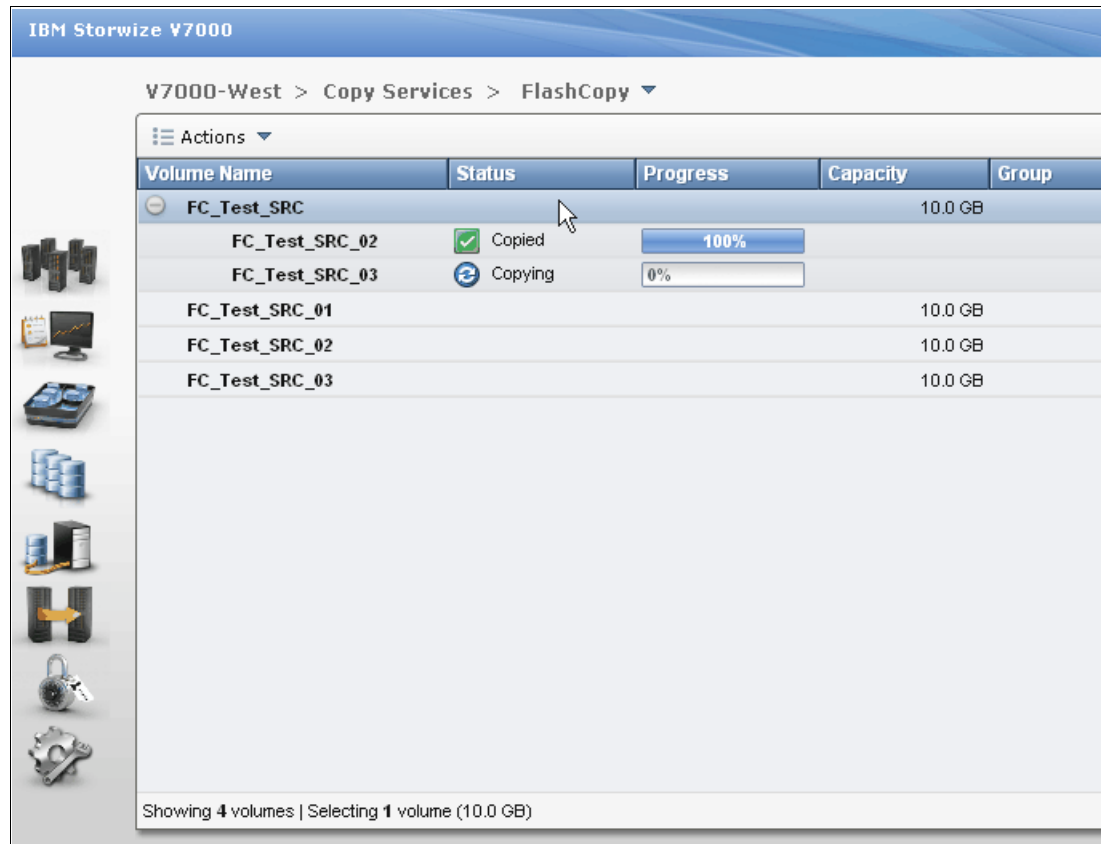 IBM Storwize V7000
V7000-West > Copy Services > FlashCopy
Actions
Volume Name Status Progress Capacity Group
FC_Test_SRC 10.0 GB
FC_Test_SRC_02 Copied 100%
FC_Test_SRC_03 Copying 0%
FC_Test_SRC_01 10.0 GB
FC_Test_SRC_02 10.0 GB
FC_Test_SRC_03 10.0 GB
Showing 4 volumes | Selecting 1 volume (10.0 GB)